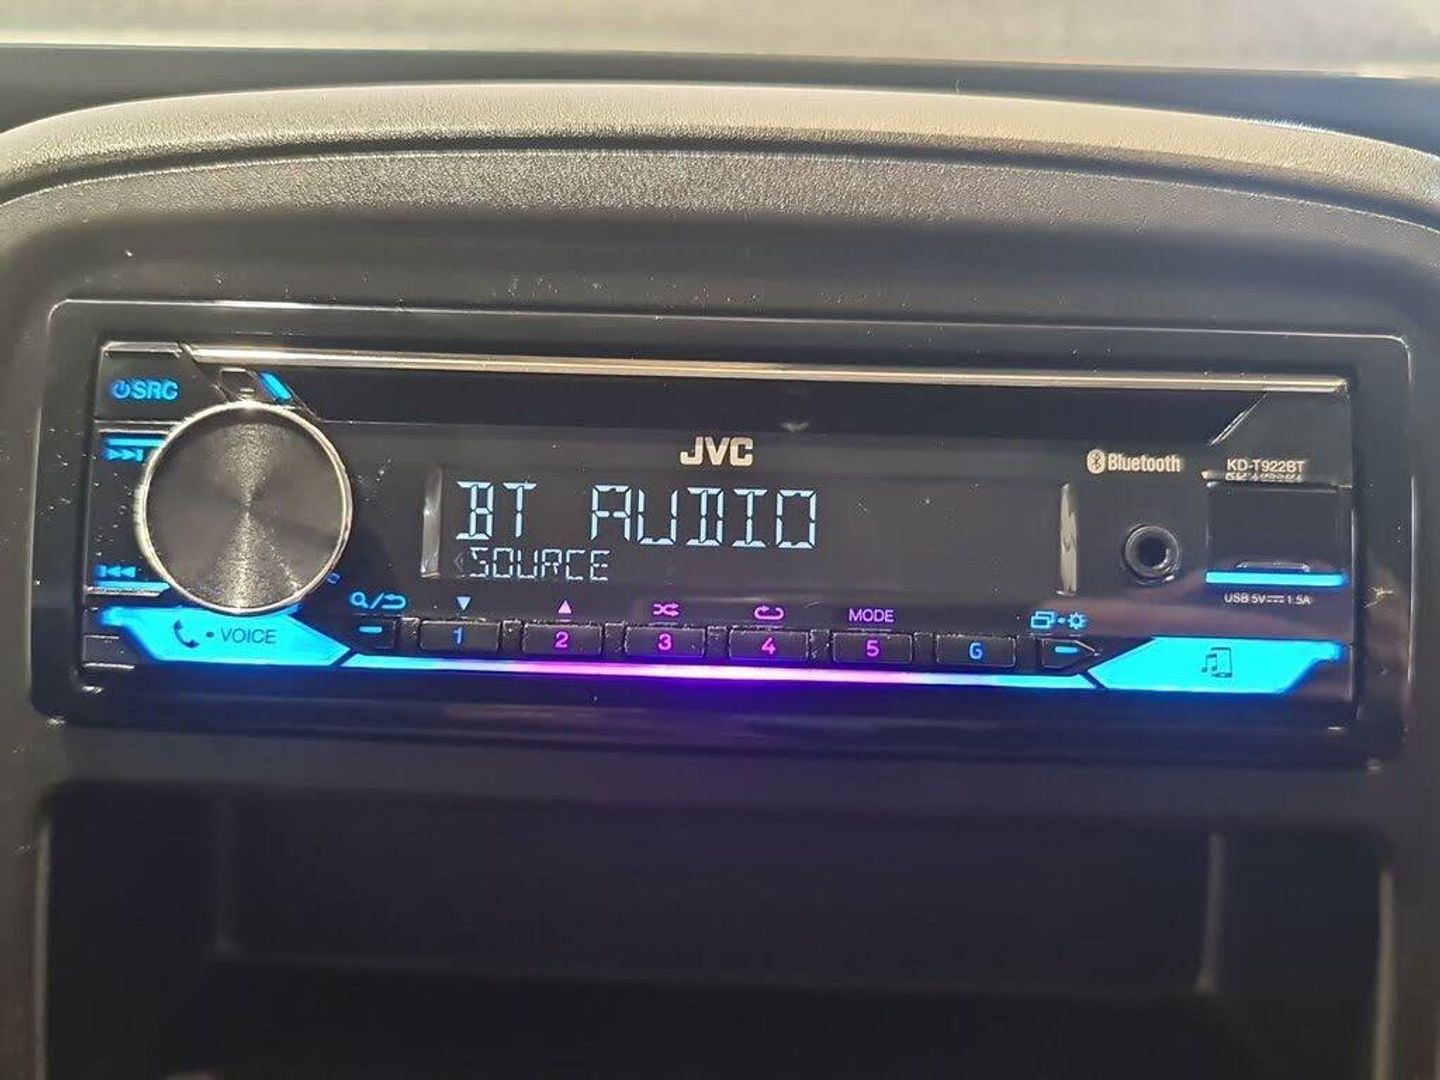 SRC
JVC
Bluetooth
KD-T922BT
BT AUDIO
SOURCE
USB 5V 1.5A
MODE
1 2 3 4 5 6
VOICE